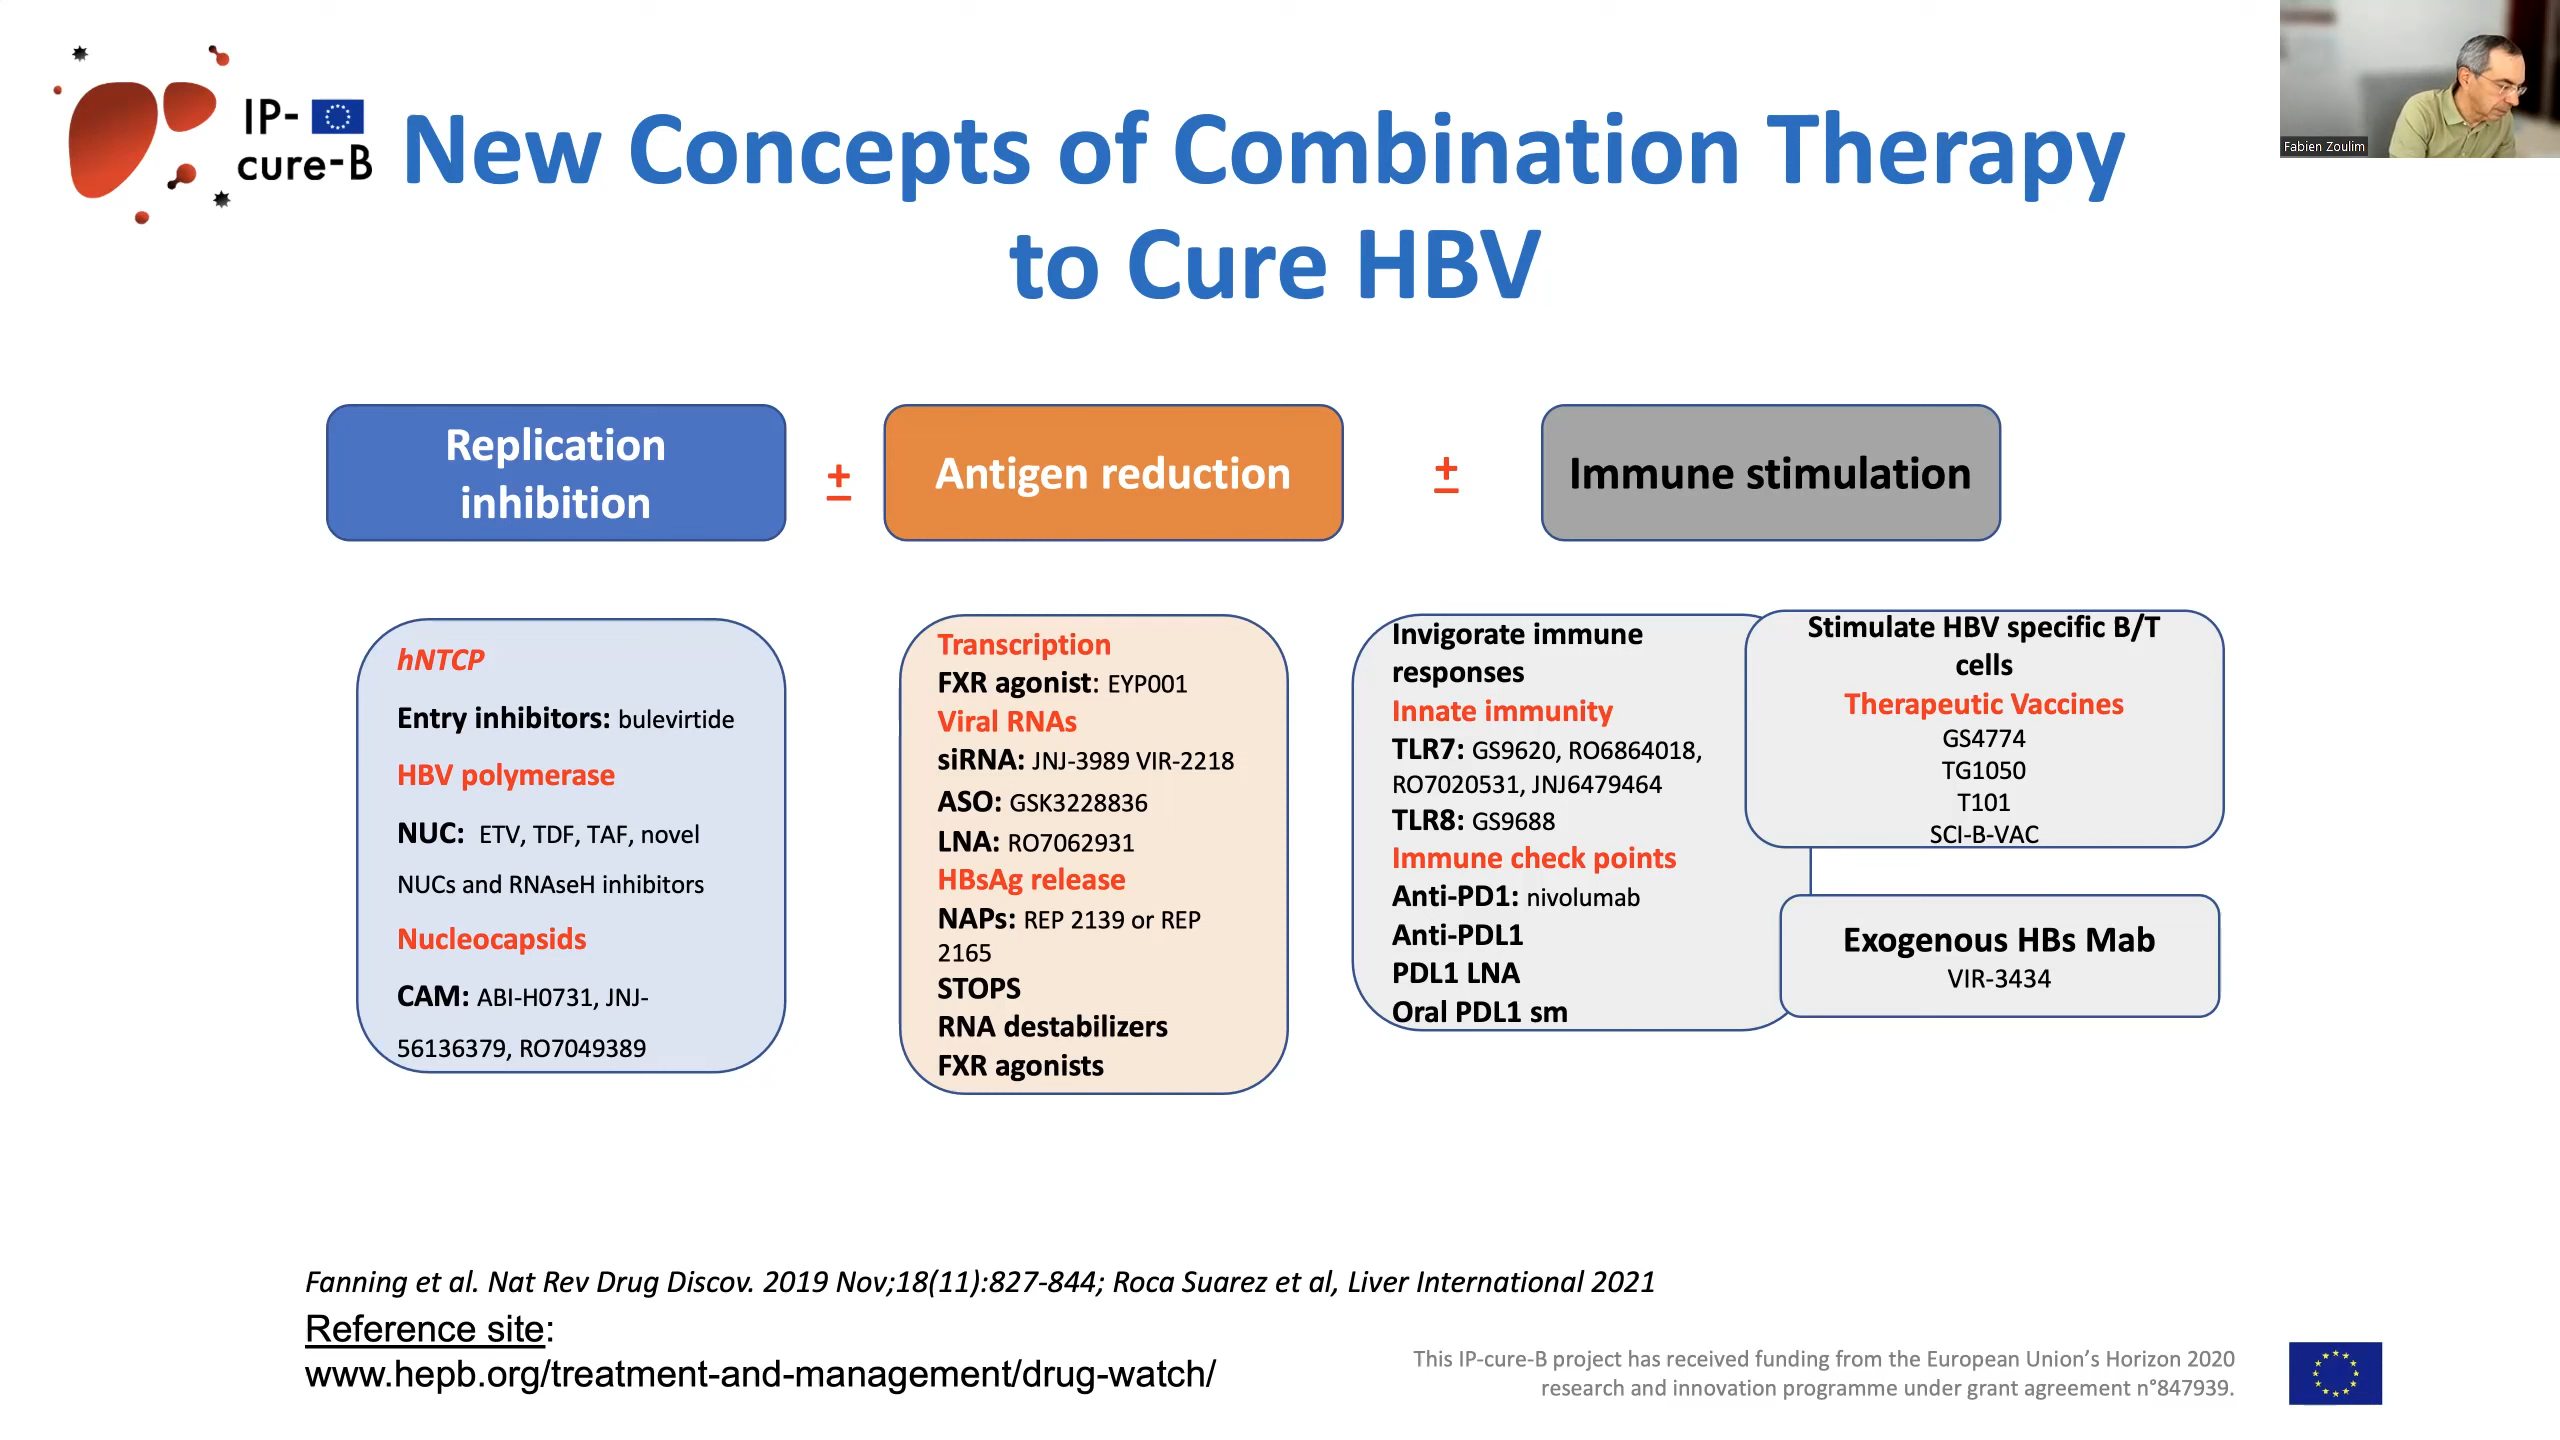 IP-
cure-B
New Concepts of Combination Therapy
to Cure HBV
Fabien Zoulim
Replication
inhibition
±
Antigen reduction
±
Immune stimulation
hNTCP
Entry inhibitors: bulevirtide
HBV polymerase
NUC: ETV, TDF, TAF, novel
NUCs and RNAseH inhibitors
Nucleocapsids
CAM: ABI-H0731, JNJ-
56136379, RO7049389
Transcription
FXR agonist: EYP001
Viral RNAs
siRNA: JNJ-3989 VIR-2218
ASO: GSK3228836
LNA: RO7062931
HBsAg release
NAPs: REP 2139 or REP
2165
STOPS
RNA destabilizers
FXR agonists
Invigorate immune
responses
Innate immunity
TLR7: GS9620, RO6864018,
RO7020531, JNJ6479464
TLR8: GS9688
Immune check points
Anti-PD1: nivolumab
Anti-PDL1
PDL1 LNA
Oral PDL1 sm
Stimulate HBV specific B/T
cells
Therapeutic Vaccines
GS4774
TG1050
T101
SCI-B-VAC
Exogenous HBs Mab
VIR-3434
Fanning et al. Nat Rev Drug Discov. 2019 Nov;18(11):827-844; Roca Suarez et al, Liver International 2021
Reference site:
www.hepb.org/treatment-and-management/drug-watch/
This IP-cure-B project has received funding from the European Union’s Horizon 2020
research and innovation programme under grant agreement n°847939.